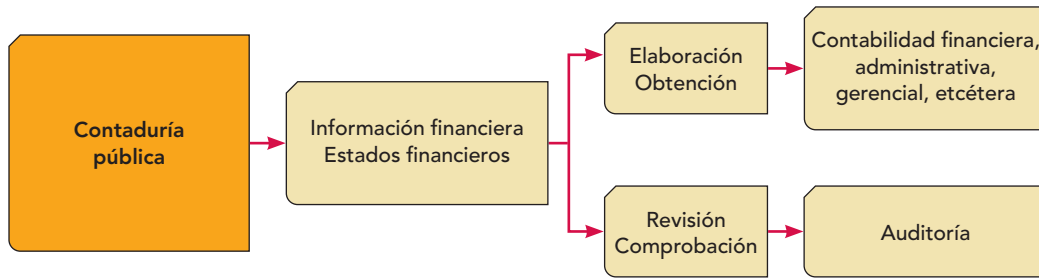 Contaduría
pública
Información financiera
Estados financieros
Elaboración
Obtención
Contabilidad financiera,
administrativa,
gerencial, etcétera
Revisión
Comprobación
Auditoría